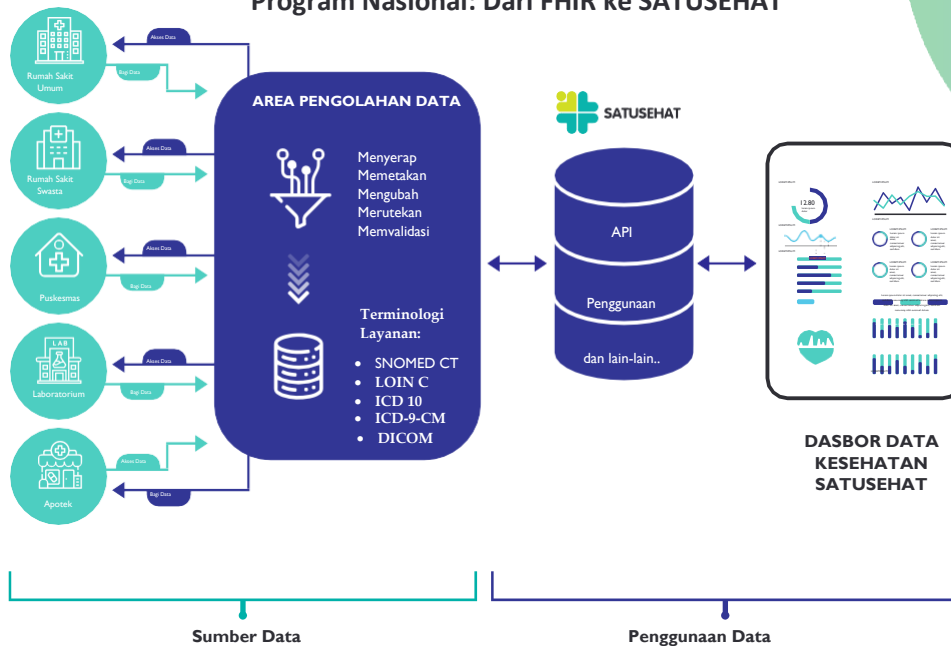 Program Nasional: Dari FHIR ke SATUSEHAT
Akses Data
Rumah Sakit
Umum
Bagi Data
Akses Data
Rumah Sakit
Swasta
Bagi Data
Akses Data
Puskesmas
Bagi Data
LAB
Akses Data
Laboratorium
Bagi Data
Akses Data
Apotek
Bagi Data
AREA PENGOLAHAN DATA
Menyerap
Memetakan
Mengubah
Merutekan
Memvalidasi
Terminologi
Layanan:
• SNOMED CT
• LOIN C
• ICD 10
• ICD-9-CM
• DICOM
SATUSEHAT
API
Penggunaan
dan lain-lain..
12.80
DASBOR DATA
KESEHATAN
SATUSEHAT
Sumber Data
Penggunaan Data